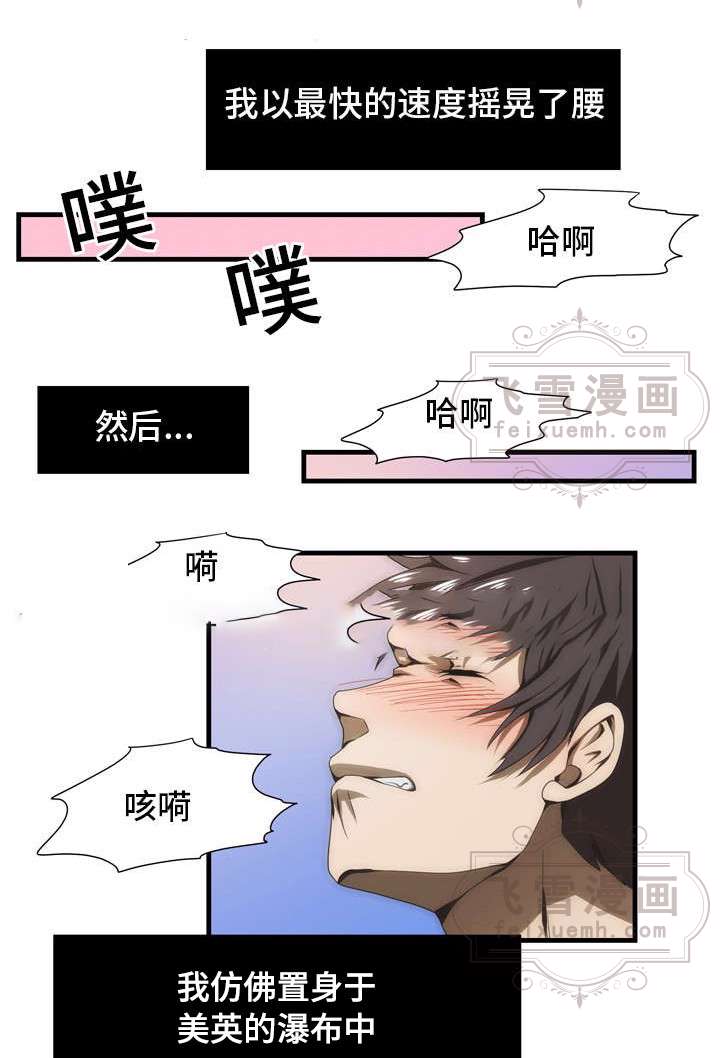 我以最快的速度摇晃了腰
噗
哈啊
噗
飞雪漫画
feixuemh.com
然后...
哈啊
嗬
咳嗬
飞雪漫画
feixuemh.com
我仿佛置身于
美英的瀑布中